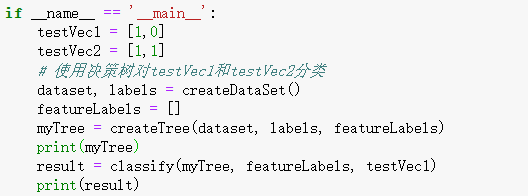 if __name__ == '__main__':
    testVec1 = [1,0]
    testVec2 = [1,1]
    # 使用决策树对testVec1和testVec2分类
    dataset, labels = createDataSet()
    featureLabels = []
    myTree = createTree(dataset, labels, featureLabels)
    print(myTree)
    result = classify(myTree, featureLabels, testVec1)
    print(result)